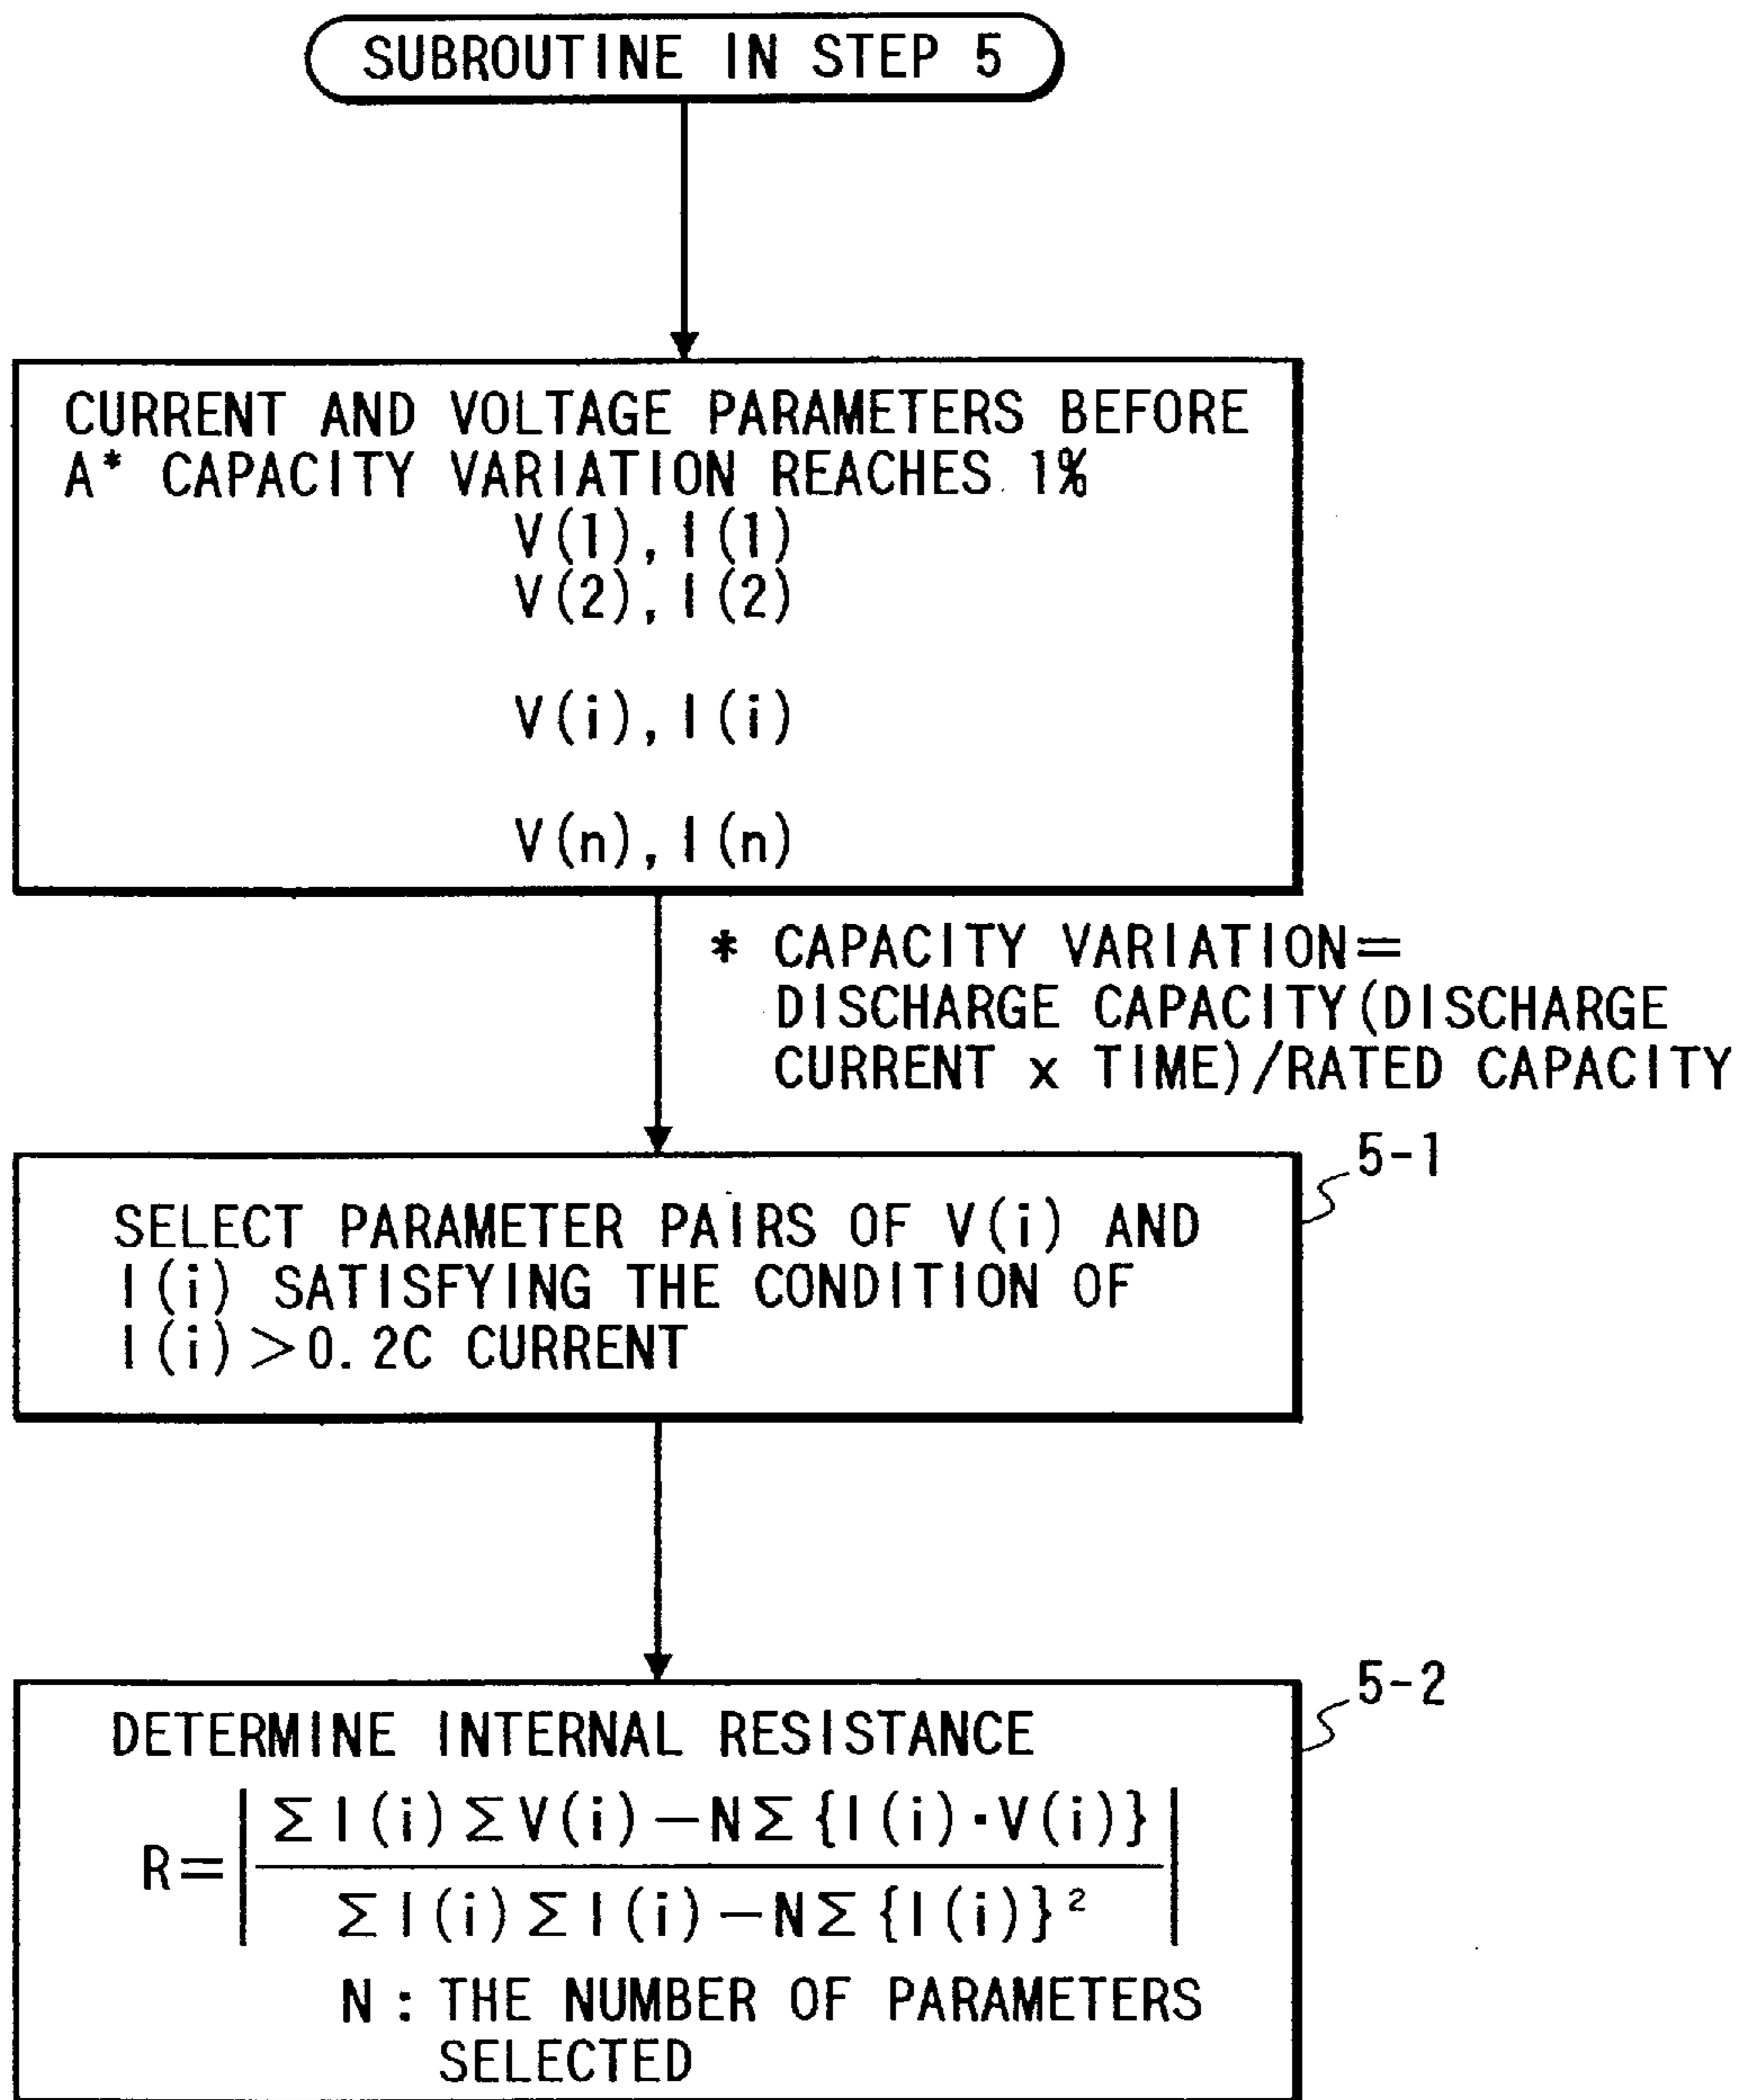 SUBROUTINE IN STEP 5
CURRENT AND VOLTAGE PARAMETERS BEFORE
A* CAPACITY VARIATION REACHES 1%
V(1), I(1)
V(2), I(2)
V(i), I(i)
V(n), I(n)
* CAPACITY VARIATION=
DISCHARGE CAPACITY(DISCHARGE
CURRENT x TIME)/RATED CAPACITY
5-1
SELECT PARAMETER PAIRS OF V(i) AND
I(i) SATISFYING THE CONDITION OF
I(i)>0.2C CURRENT
5-2
DETERMINE INTERNAL RESISTANCE
R=|ΣI(i)ΣV(i)-NΣ{I(i)·V(i)}
ΣI(i)ΣI(i)-NΣ{I(i)}²|
N: THE NUMBER OF PARAMETERS
SELECTED